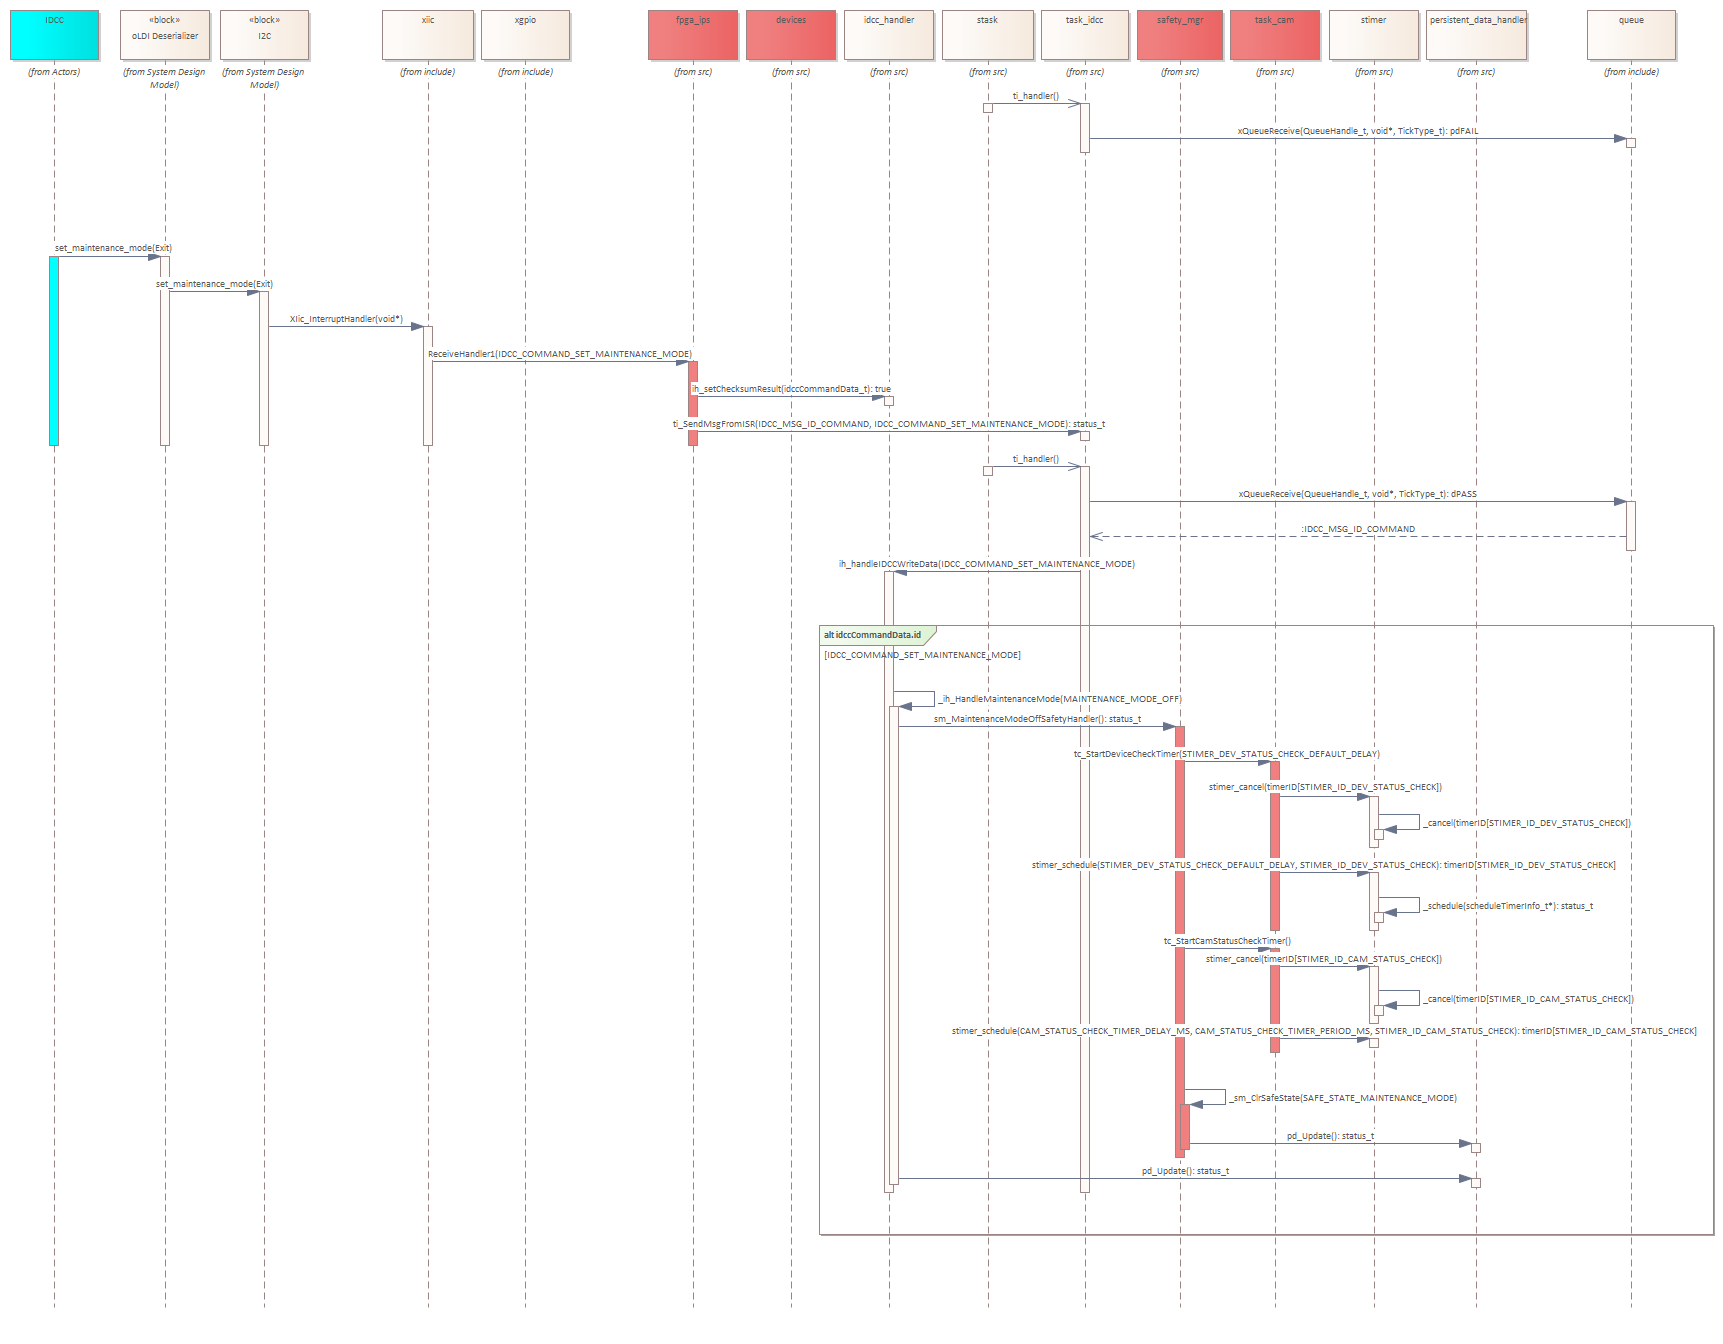 IDCC
«block»
oLDI Deserializer
«block»
I2C
xiic
xgpio
fpga_ips
devices
idcc_handler
stask
task_idcc
safety_mgr
task_cam
stimer
persistent_data_handler
queue
(from Actors)
(from System Design
Model)
(from System Design
Model)
(from include)
(from include)
(from src)
(from src)
(from src)
(from src)
(from src)
(from src)
(from src)
(from src)
(from src)
(from include)
ti_handler()
xQueueReceive(QueueHandle_t, void*, TickType_t): pdFAIL
set_maintenance_mode(Exit)
set_maintenance_mode(Exit)
XIic_InterruptHandler(void*)
ReceiveHandler1(IDCC_COMMAND_SET_MAINTENANCE_MODE)
ih_setChecksumResult(idccCommandData_t): true
ti_SendMsgFromISR(IDCC_MSG_ID_COMMAND, IDCC_COMMAND_SET_MAINTENANCE_MODE): status_t
ti_handler()
xQueueReceive(QueueHandle_t, void*, TickType_t): dPASS
:IDCC_MSG_ID_COMMAND
ih_handleIDCCWriteData(IDCC_COMMAND_SET_MAINTENANCE_MODE)
alt idccCommandData.id
[IDCC_COMMAND_SET_MAINTENANCE_MODE]
_ih_HandleMaintenanceMode(MAINTENANCE_MODE_OFF)
sm_MaintenanceModeOffSafetyHandler(): status_t
tc_StartDeviceCheckTimer(STIMER_DEV_STATUS_CHECK_DEFAULT_DELAY)
stimer_cancel(timerID[STIMER_ID_DEV_STATUS_CHECK])
_cancel(timerID[STIMER_ID_DEV_STATUS_CHECK])
stimer_schedule(STIMER_DEV_STATUS_CHECK_DEFAULT_DELAY, STIMER_ID_DEV_STATUS_CHECK): timerID[STIMER_ID_DEV_STATUS_CHECK]
_schedule(scheduleTimerInfo_t*): status_t
tc_StartCamStatusCheckTimer()
stimer_cancel(timerID[STIMER_ID_CAM_STATUS_CHECK])
_cancel(timerID[STIMER_ID_CAM_STATUS_CHECK])
stimer_schedule(CAM_STATUS_CHECK_TIMER_DELAY_MS, CAM_STATUS_CHECK_TIMER_PERIOD_MS, STIMER_ID_CAM_STATUS_CHECK): timerID[STIMER_ID_CAM_STATUS_CHECK]
_sm_ClrSafeState(SAFE_STATE_MAINTENANCE_MODE)
pd_Update(): status_t
pd_Update(): status_t